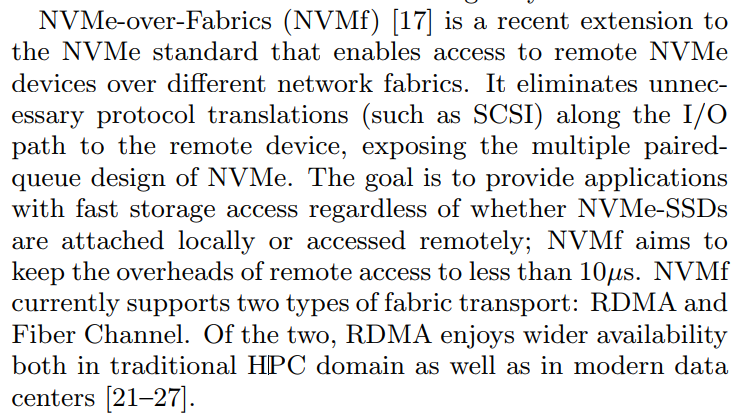 NVMe-over-Fabrics (NVMf) [17] is a recent extension to
the NVMe standard that enables access to remote NVMe
devices over different network fabrics. It eliminates unnec-
essary protocol translations (such as SCSI) along the I/O
path to the remote device, exposing the multiple paired-
queue design of NVMe. The goal is to provide applications
with fast storage access regardless of whether NVMe-SSDs
are attached locally or accessed remotely; NVMf aims to
keep the overheads of remote access to less than 10μs. NVMf
currently supports two types of fabric transport: RDMA and
Fiber Channel. Of the two, RDMA enjoys wider availability
both in traditional HPC domain as well as in modern data
centers [21–27].